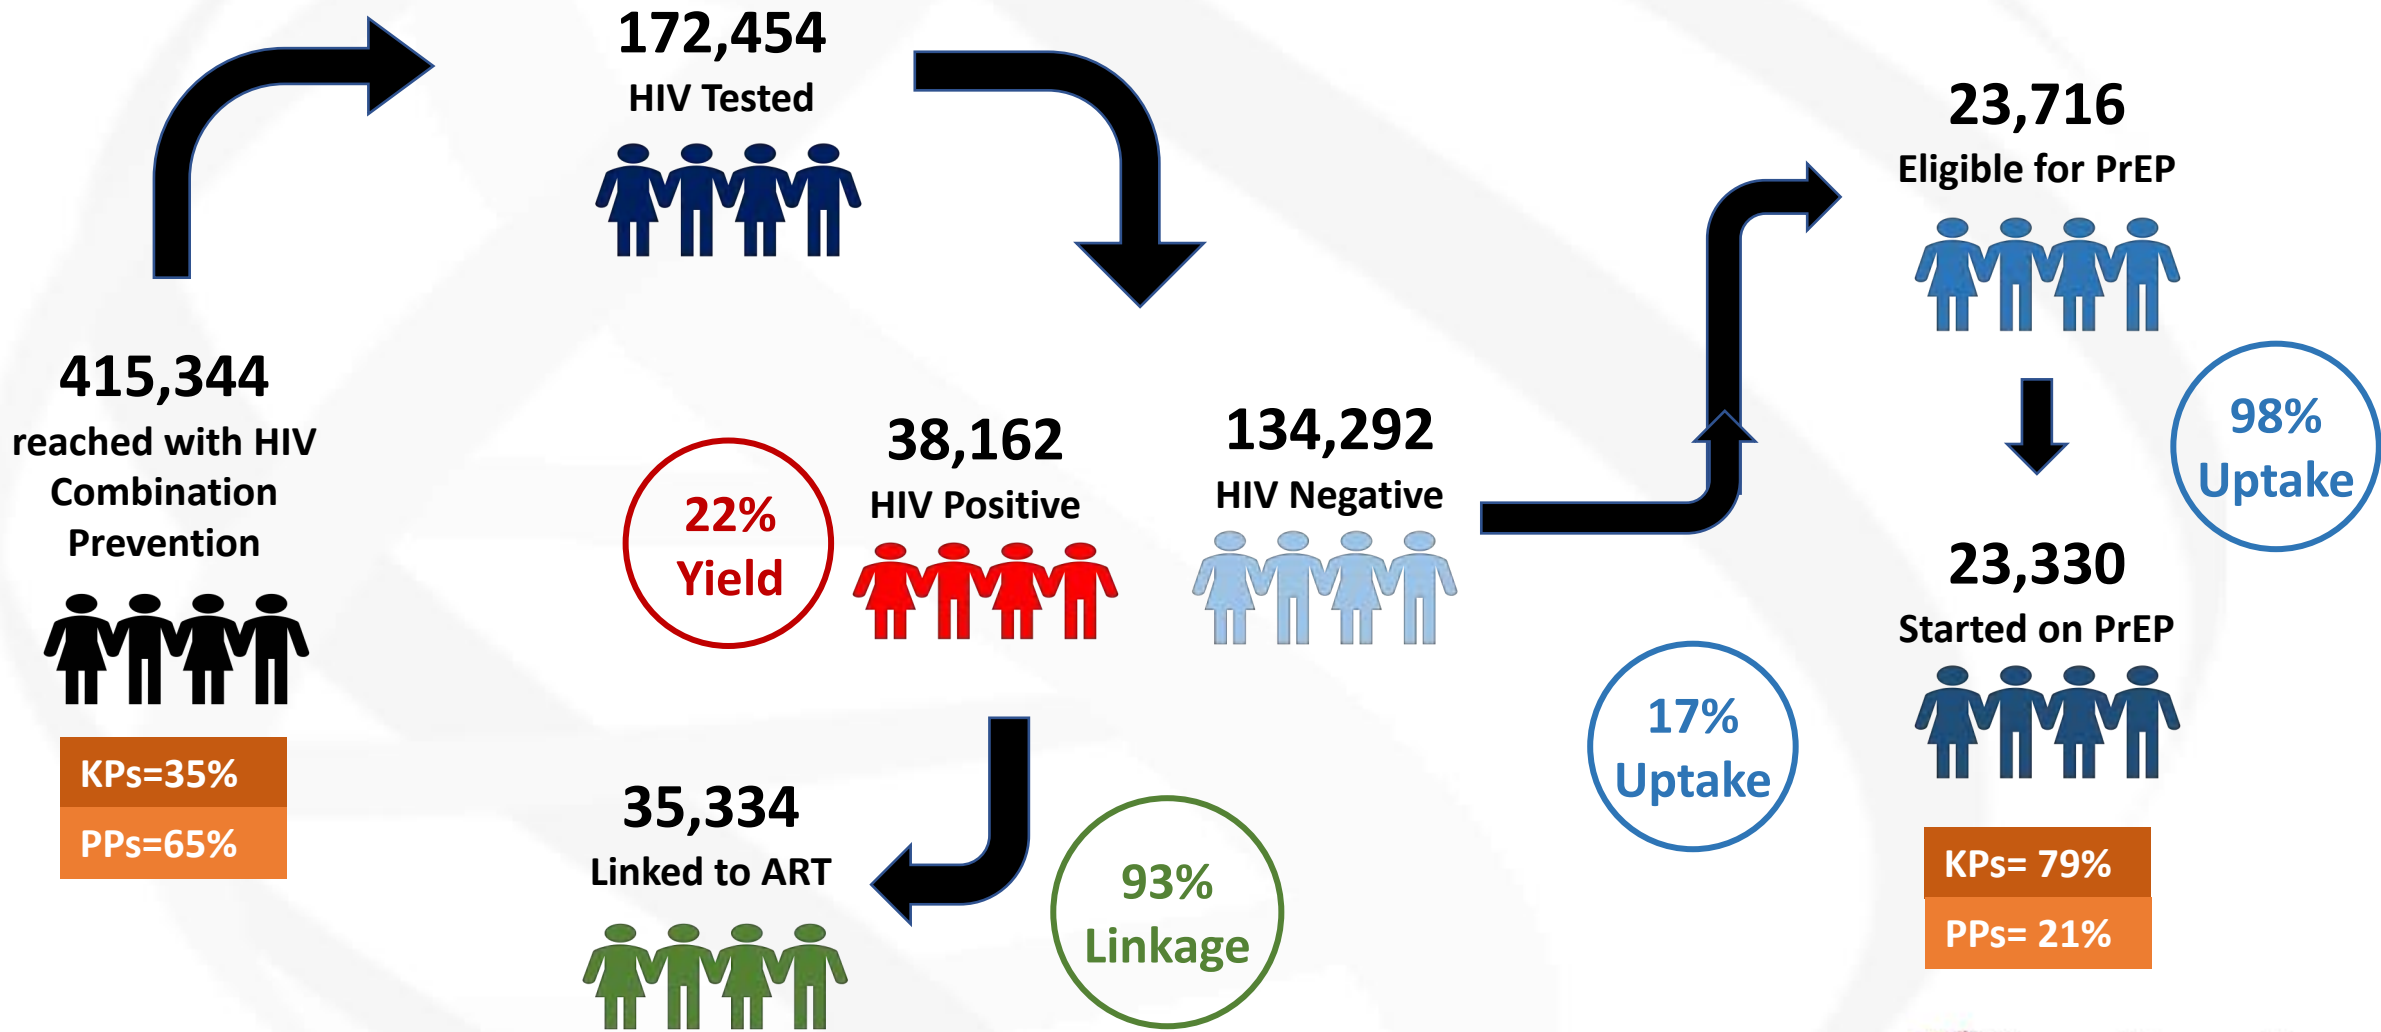 172,454
HIV Tested
415,344
reached with HIV
Combination
Prevention
KPs=35%
PPs=65%
22%
Yield
38,162
HIV Positive
134,292
HIV Negative
35,334
Linked to ART
93%
Linkage
23,716
Eligible for PrEP
98%
Uptake
23,330
Started on PrEP
17%
Uptake
KPs= 79%
PPs= 21%